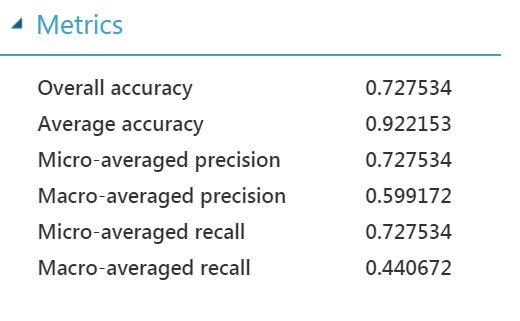 Metrics
Overall accuracy 0.727534
Average accuracy 0.922153
Micro-averaged precision 0.727534
Macro-averaged precision 0.599172
Micro-averaged recall 0.727534
Macro-averaged recall 0.440672